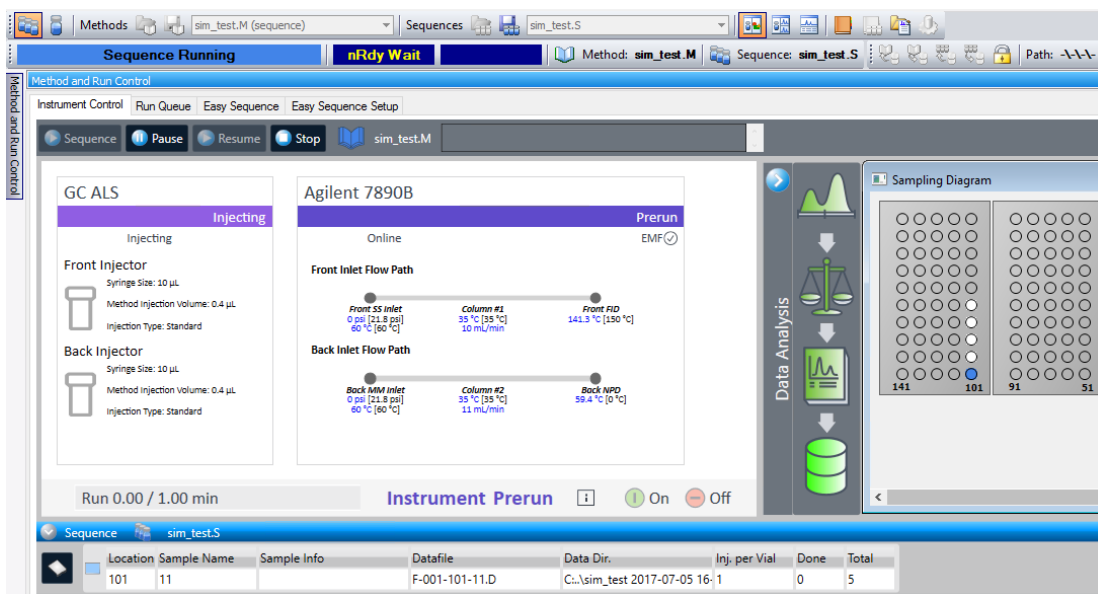 Methods sim_test.M (sequence) Sequences sim_test.S
Sequence Running nRdy Wait Method: sim_test.M Sequence: sim_test.S Path: -\-\-\-
Method and Run Control
Method and Run Control
Instrument Control Run Queue Easy Sequence Easy Sequence Setup
Sequence Pause Resume Stop sim_test.M
GC ALS
Injecting
Injecting
Front Injector
Syringe Size: 10 µL
Method Injection Volume: 0.4 µL
Injection Type: Standard
Back Injector
Syringe Size: 10 µL
Method Injection Volume: 0.4 µL
Injection Type: Standard
Agilent 7890B
Prerun
Online EMF
Front Inlet Flow Path
Front SS Inlet Column #1 Front FID
0 psi [21.8 psi] 35 °C [35 °C] 141.3 °C [150 °C]
60 °C [60 °C] 10 mL/min
Back Inlet Flow Path
Back MM Inlet Column #2 Back NPD
0 psi [21.8 psi] 35 °C [35 °C] 59.4 °C [0 °C]
60 °C [60 °C] 11 mL/min
Run 0.00 / 1.00 min Instrument Prerun i On Off
Data Analysis
Sampling Diagram
141 101 91 51
Sequence sim_test.S
Location Sample Name Sample Info Datafile Data Dir. Inj. per Vial Done Total
101 11 F-001-101-11.D C:..\sim_test 2017-07-05 16- 1 0 5